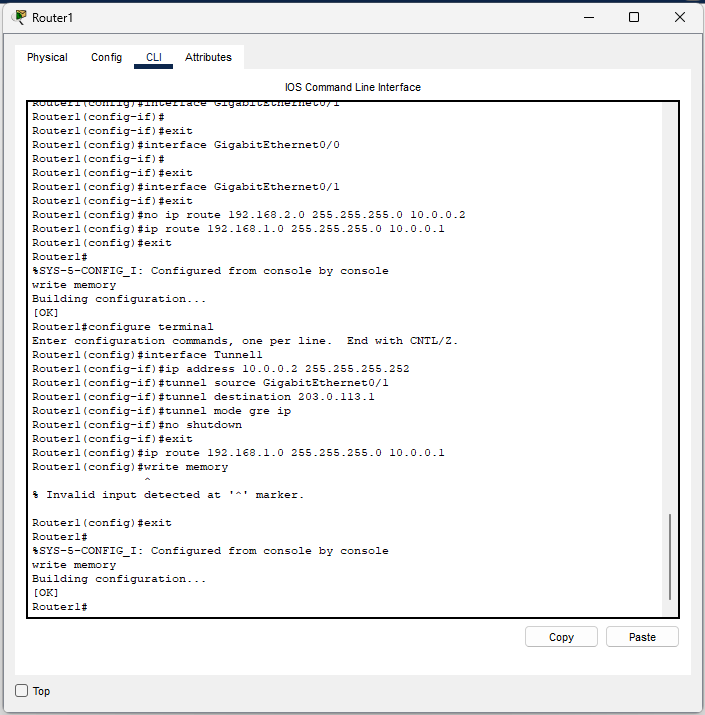 Router1
Physical Config CLI Attributes
IOS Command Line Interface
Router1(config)#interface GigabitEthernet0/1
Router1(config-if)#
Router1(config-if)#exit
Router1(config)#interface GigabitEthernet0/0
Router1(config-if)#
Router1(config-if)#exit
Router1(config)#interface GigabitEthernet0/1
Router1(config-if)#exit
Router1(config)#no ip route 192.168.2.0 255.255.255.0 10.0.0.2
Router1(config)#ip route 192.168.1.0 255.255.255.0 10.0.0.1
Router1(config)#exit
Router1#
%SYS-5-CONFIG_I: Configured from console by console
write memory
Building configuration...
[OK]
Router1#configure terminal
Enter configuration commands, one per line.  End with CNTL/Z.
Router1(config)#interface Tunnel1
Router1(config-if)#ip address 10.0.0.2 255.255.255.252
Router1(config-if)#tunnel source GigabitEthernet0/1
Router1(config-if)#tunnel destination 203.0.113.1
Router1(config-if)#tunnel mode gre ip
Router1(config-if)#no shutdown
Router1(config-if)#exit
Router1(config)#ip route 192.168.1.0 255.255.255.0 10.0.0.1
Router1(config)#write memory
^
% Invalid input detected at '^' marker.
Router1(config)#exit
Router1#
%SYS-5-CONFIG_I: Configured from console by console
write memory
Building configuration...
[OK]
Router1#
Copy Paste
Top